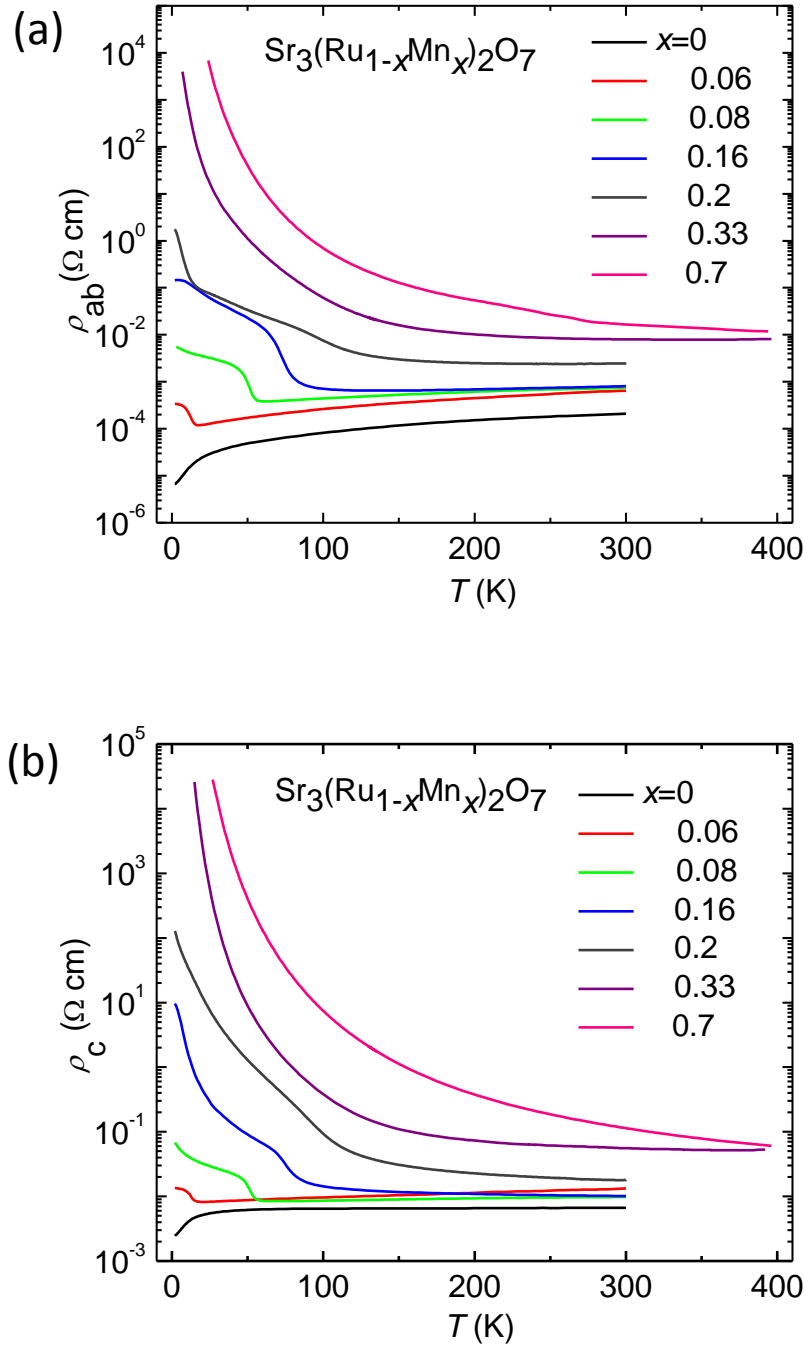 (a)
Sr3(Ru1-xMnx)2O7
x=0
0.06
0.08
0.16
0.2
0.33
0.7
10^4
10^2
10^0
10^-2
10^-4
10^-6
ρab(Ω cm)
0 100 200 300 400
T (K)
(b)
Sr3(Ru1-xMnx)2O7
x=0
0.06
0.08
0.16
0.2
0.33
0.7
10^5
10^3
10^1
10^-1
10^-3
ρc (Ω cm)
0 100 200 300 400
T (K)